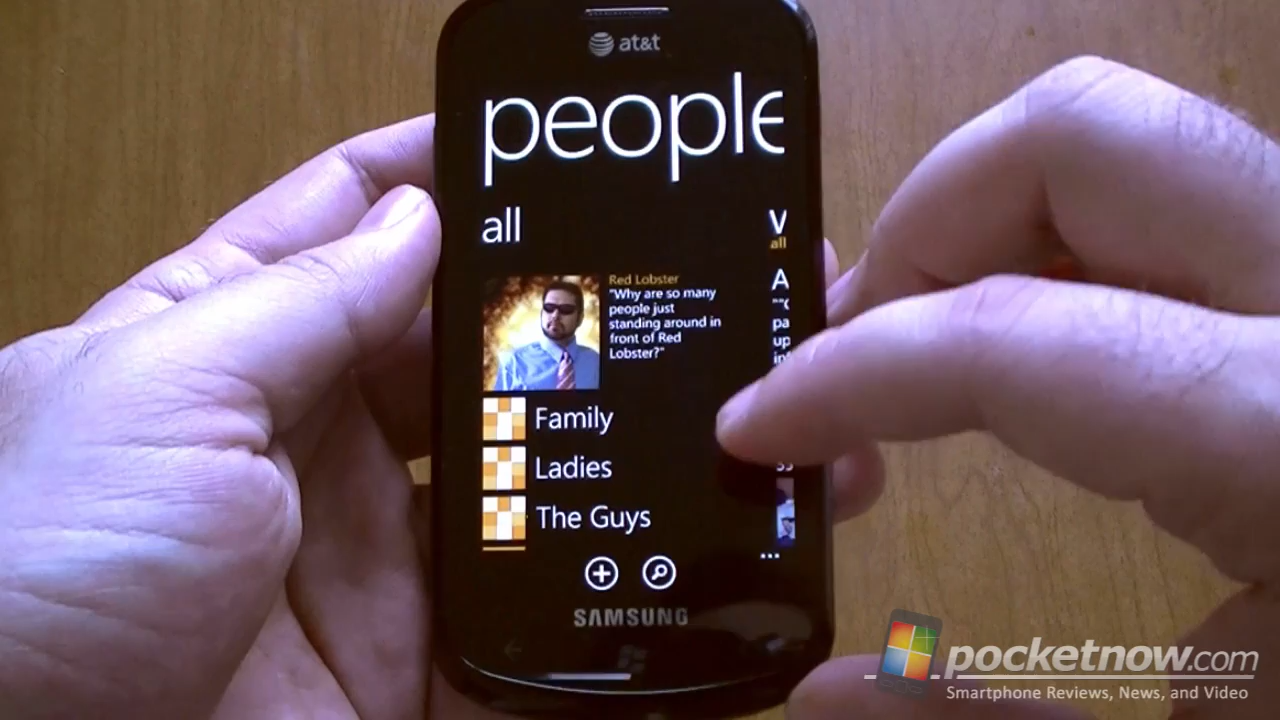 at&t
people
all
Red Lobster
"Why are so many
people just
standing around in
front of Red
Lobster?"
Family
Ladies
The Guys
all
A
SAMSUNG
pocketnow.com
Smartphone Reviews, News, and Video